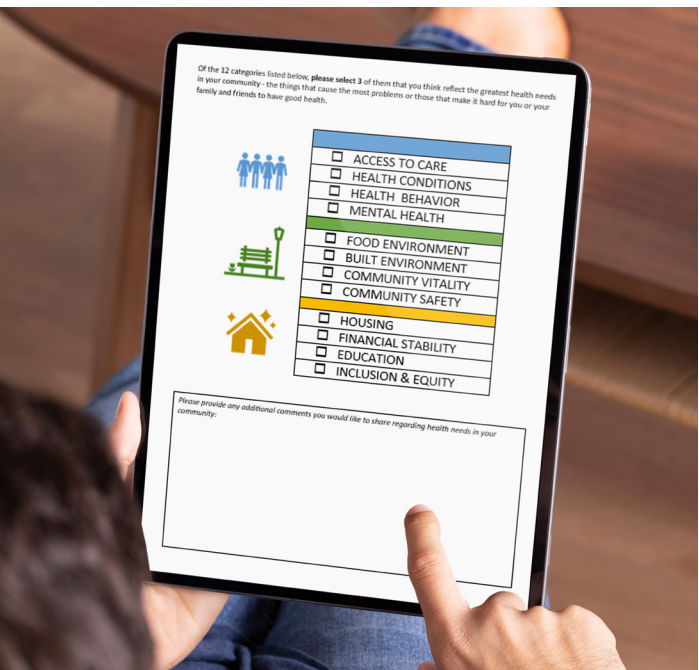 Of the 12 categories listed below, please select 3 of them that you think reflect the greatest health needs
in your community - the things that cause the most problems or those that make it hard for you or your
family and friends to have good health.
ACCESS TO CARE
HEALTH CONDITIONS
HEALTH BEHAVIOR
MENTAL HEALTH
FOOD ENVIRONMENT
BUILT ENVIRONMENT
COMMUNITY VITALITY
COMMUNITY SAFETY
HOUSING
FINANCIAL STABILITY
EDUCATION
INCLUSION & EQUITY
Please provide any additional comments you would like to share regarding health needs in your
community: